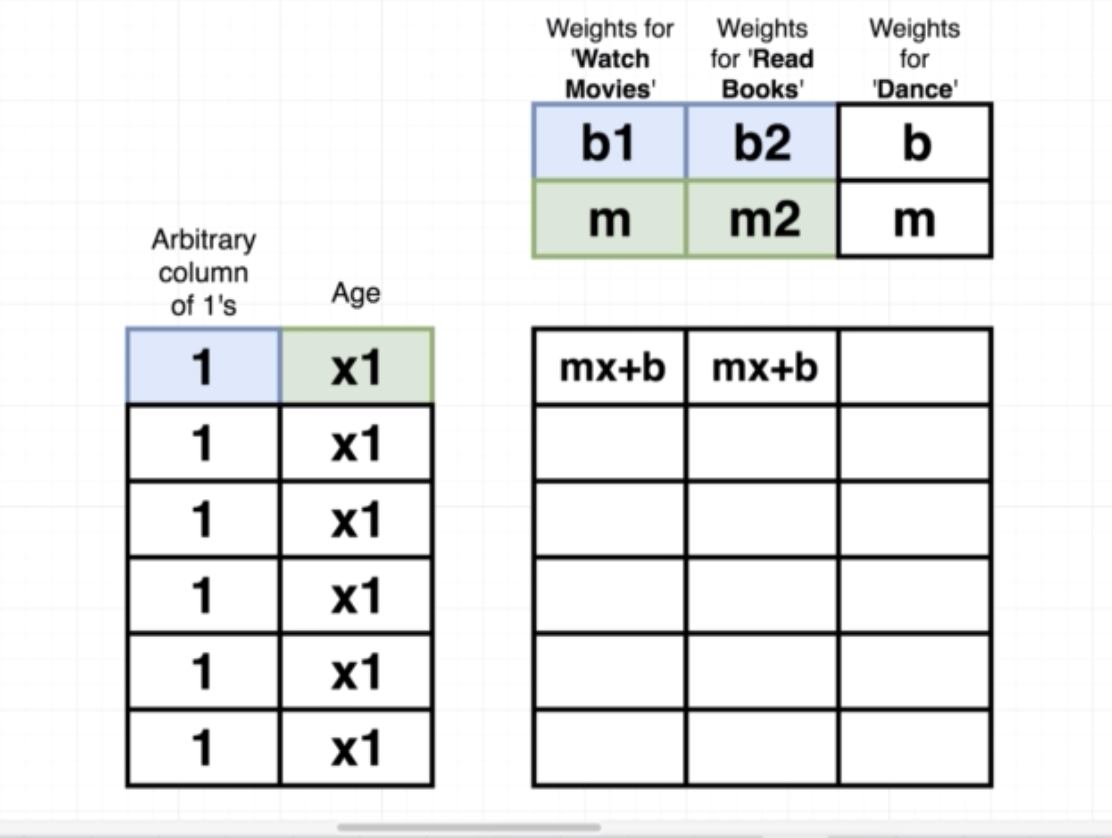 Weights for
'Watch
Movies'
Weights
for 'Read
Books'
Weights
for
'Dance'
b1 b2 b
m m2 m
Arbitrary
column
of 1's
Age
1 x1 mx+b mx+b
1 x1
1 x1
1 x1
1 x1
1 x1